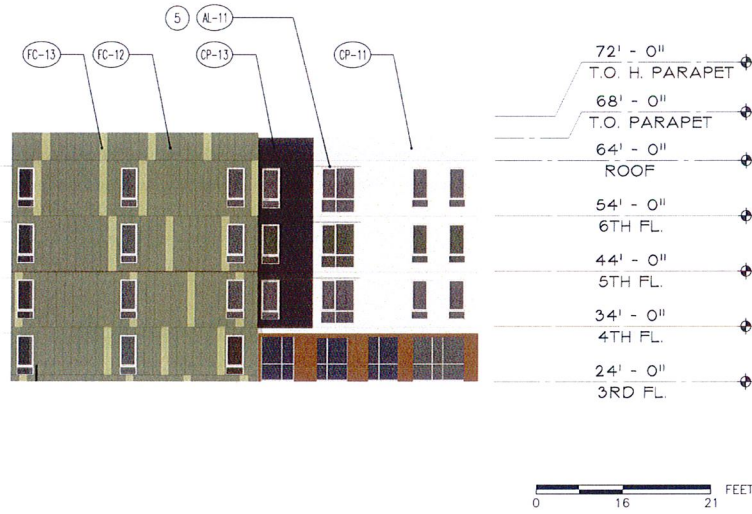 5 AL-11
FC-13 FC-12 CP-13 CP-11
72' - 0"
T.O. H. PARAPET
68' - 0"
T.O. PARAPET
64' - 0"
ROOF
54' - 0"
6TH FL.
44' - 0"
5TH FL.
34' - 0"
4TH FL.
24' - 0"
3RD FL.
FEET
0 16 21